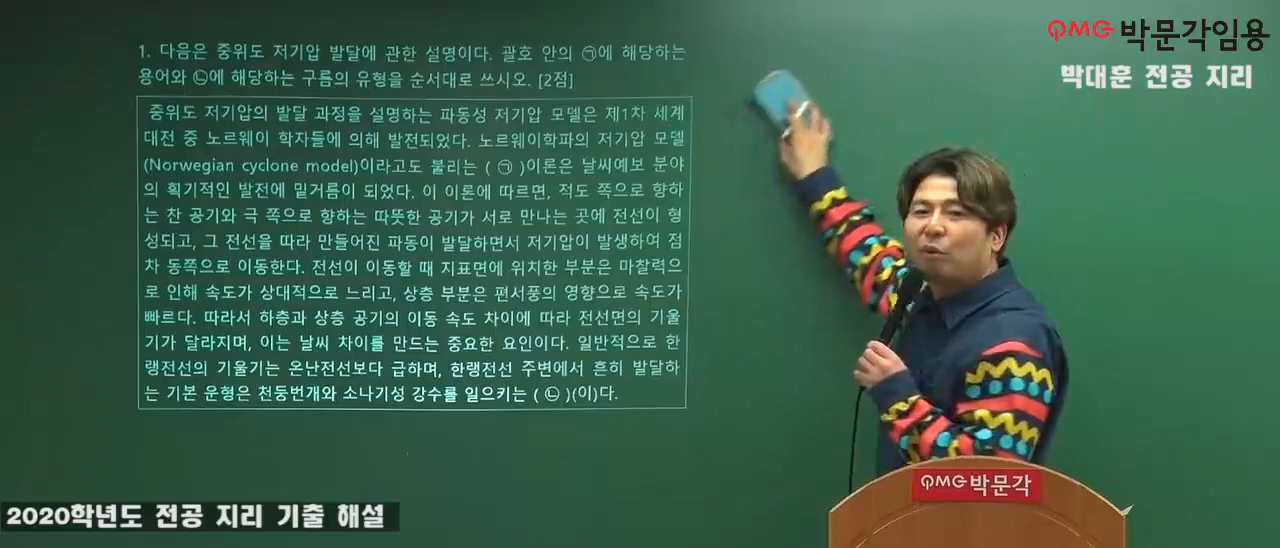 PMG 박문각임용
박대훈 전공 지리
1. 다음은 중위도 저기압 발달에 관한 설명이다. 괄호 안의 ㉠에 해당하는
용어와 ㉡에 해당하는 구름의 유형을 순서대로 쓰시오. [2점]
중위도 저기압의 발달 과정을 설명하는 파동성 저기압 모델은 제1차 세계
대전 중 노르웨이 학자들에 의해 발전되었다. 노르웨이학파의 저기압 모델
(Norwegian cyclone model)이라고도 불리는 ( ㉠ )이론은 날씨예보 분야
의 획기적인 발전에 밑거름이 되었다. 이 이론에 따르면, 적도 쪽으로 향하
는 찬 공기와 극 쪽으로 향하는 따뜻한 공기가 서로 만나는 곳에 전선이 형
성되고, 그 전선을 따라 만들어진 파동이 발달하면서 저기압이 발생하여 점
차 동쪽으로 이동한다. 전선이 이동할 때 지표면에 위치한 부분은 마찰력으
로 인해 속도가 상대적으로 느리고, 상층 부분은 편서풍의 영향으로 속도가
빠르다. 따라서 하층과 상층 공기의 이동 속도 차이에 따라 전선면의 기울
기가 달라지며, 이는 날씨 차이를 만드는 중요한 요인이다. 일반적으로 한
랭전선의 기울기는 온난전선보다 급하며, 한랭전선 주변에서 흔히 발달하
는 기본 운형은 천둥번개와 소나기성 강수를 일으키는 ( ㉡ )(이)다.
PMG 박문각
2020학년도 전공 지리 기출 해설